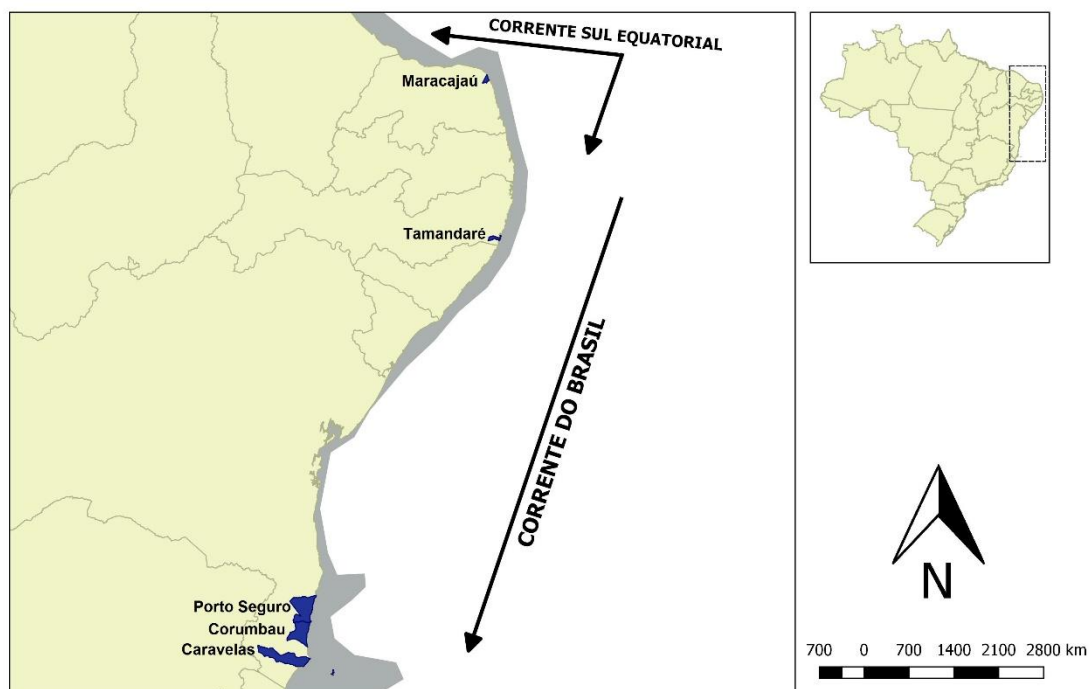 CORRENTE SUL EQUATORIAL
Maracajaú
Tamandaré
CORRENTE DO BRASIL
Porto Seguro
Corumbau
Caravelas
N
700 0 700 1400 2100 2800 km